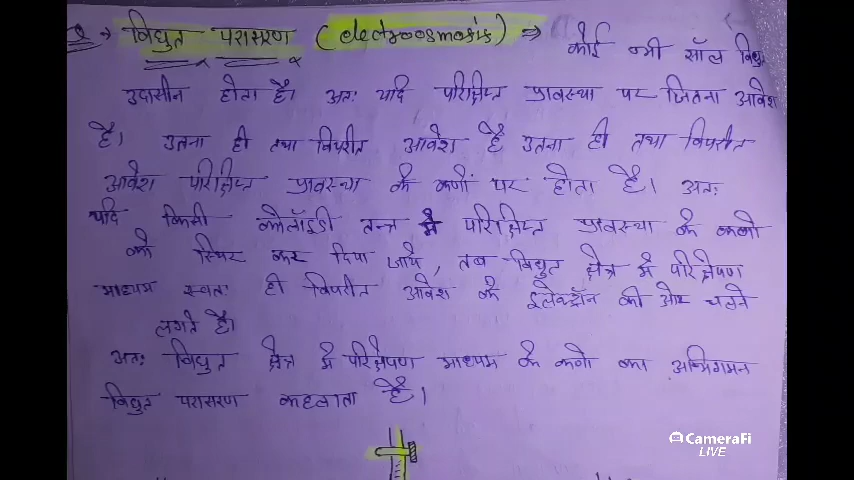 → विद्युत परासरण (electroosmosis) ⇒ कोई भी सॉल विद्यु
उदासीन होता है। अतः यदि परिक्षिप्त प्रावस्था पर जितना आवेश
है। उतना ही तथा विपरीत आवेश है उतना ही तथा विपरीत
आवेश परिक्षिप्त प्रावस्था के कणों पर होता है। अतः
यदि किसी कोलॉइडी तन्त्र में परिक्षिप्त प्रावस्था के कणो
को स्थिर कर दिया जाये, तब विद्युत क्षेत्र में परिक्षेपण
माध्यम स्वतः ही विपरीत आवेश के इलेक्ट्रॉन की ओर चलने
लगते है।
अतः विद्युत क्षेत्र मे परिक्षेपण माध्यम के कणो का अभिगमन
विद्युत परासरण कहलाता है।
CameraFi
LIVE